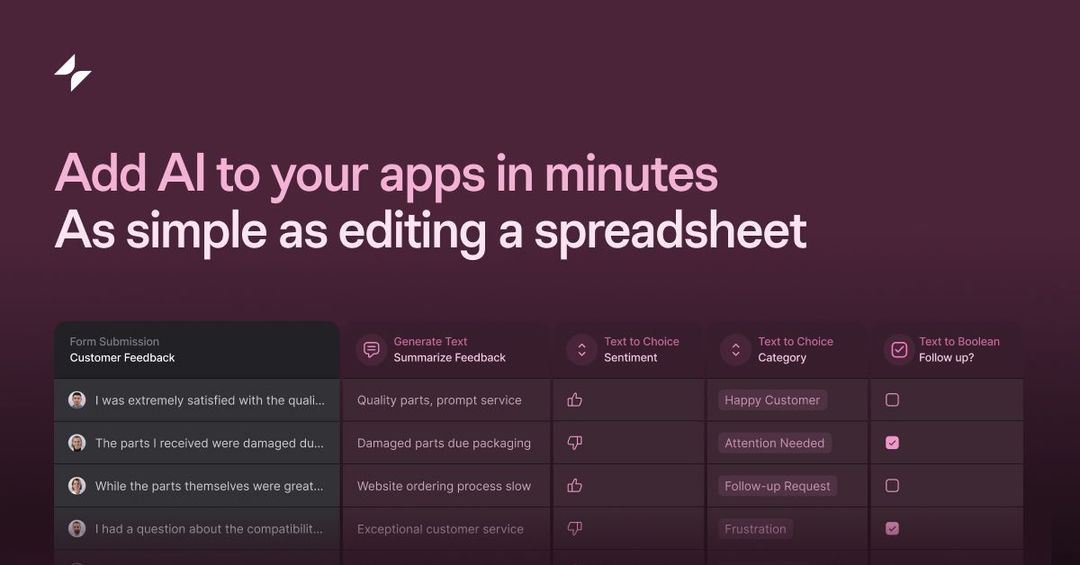 Add AI to your apps in minutes
As simple as editing a spreadsheet
Form Submission
Customer Feedback
Generate Text
Summarize Feedback
Text to Choice
Sentiment
Text to Choice
Category
Text to Boolean
Follow up?
I was extremely satisfied with the quali...
Quality parts, prompt service
Happy Customer
The parts I received were damaged du...
Damaged parts due packaging
Attention Needed
While the parts themselves were great...
Website ordering process slow
Follow-up Request
I had a question about the compatibilit...
Exceptional customer service
Frustration